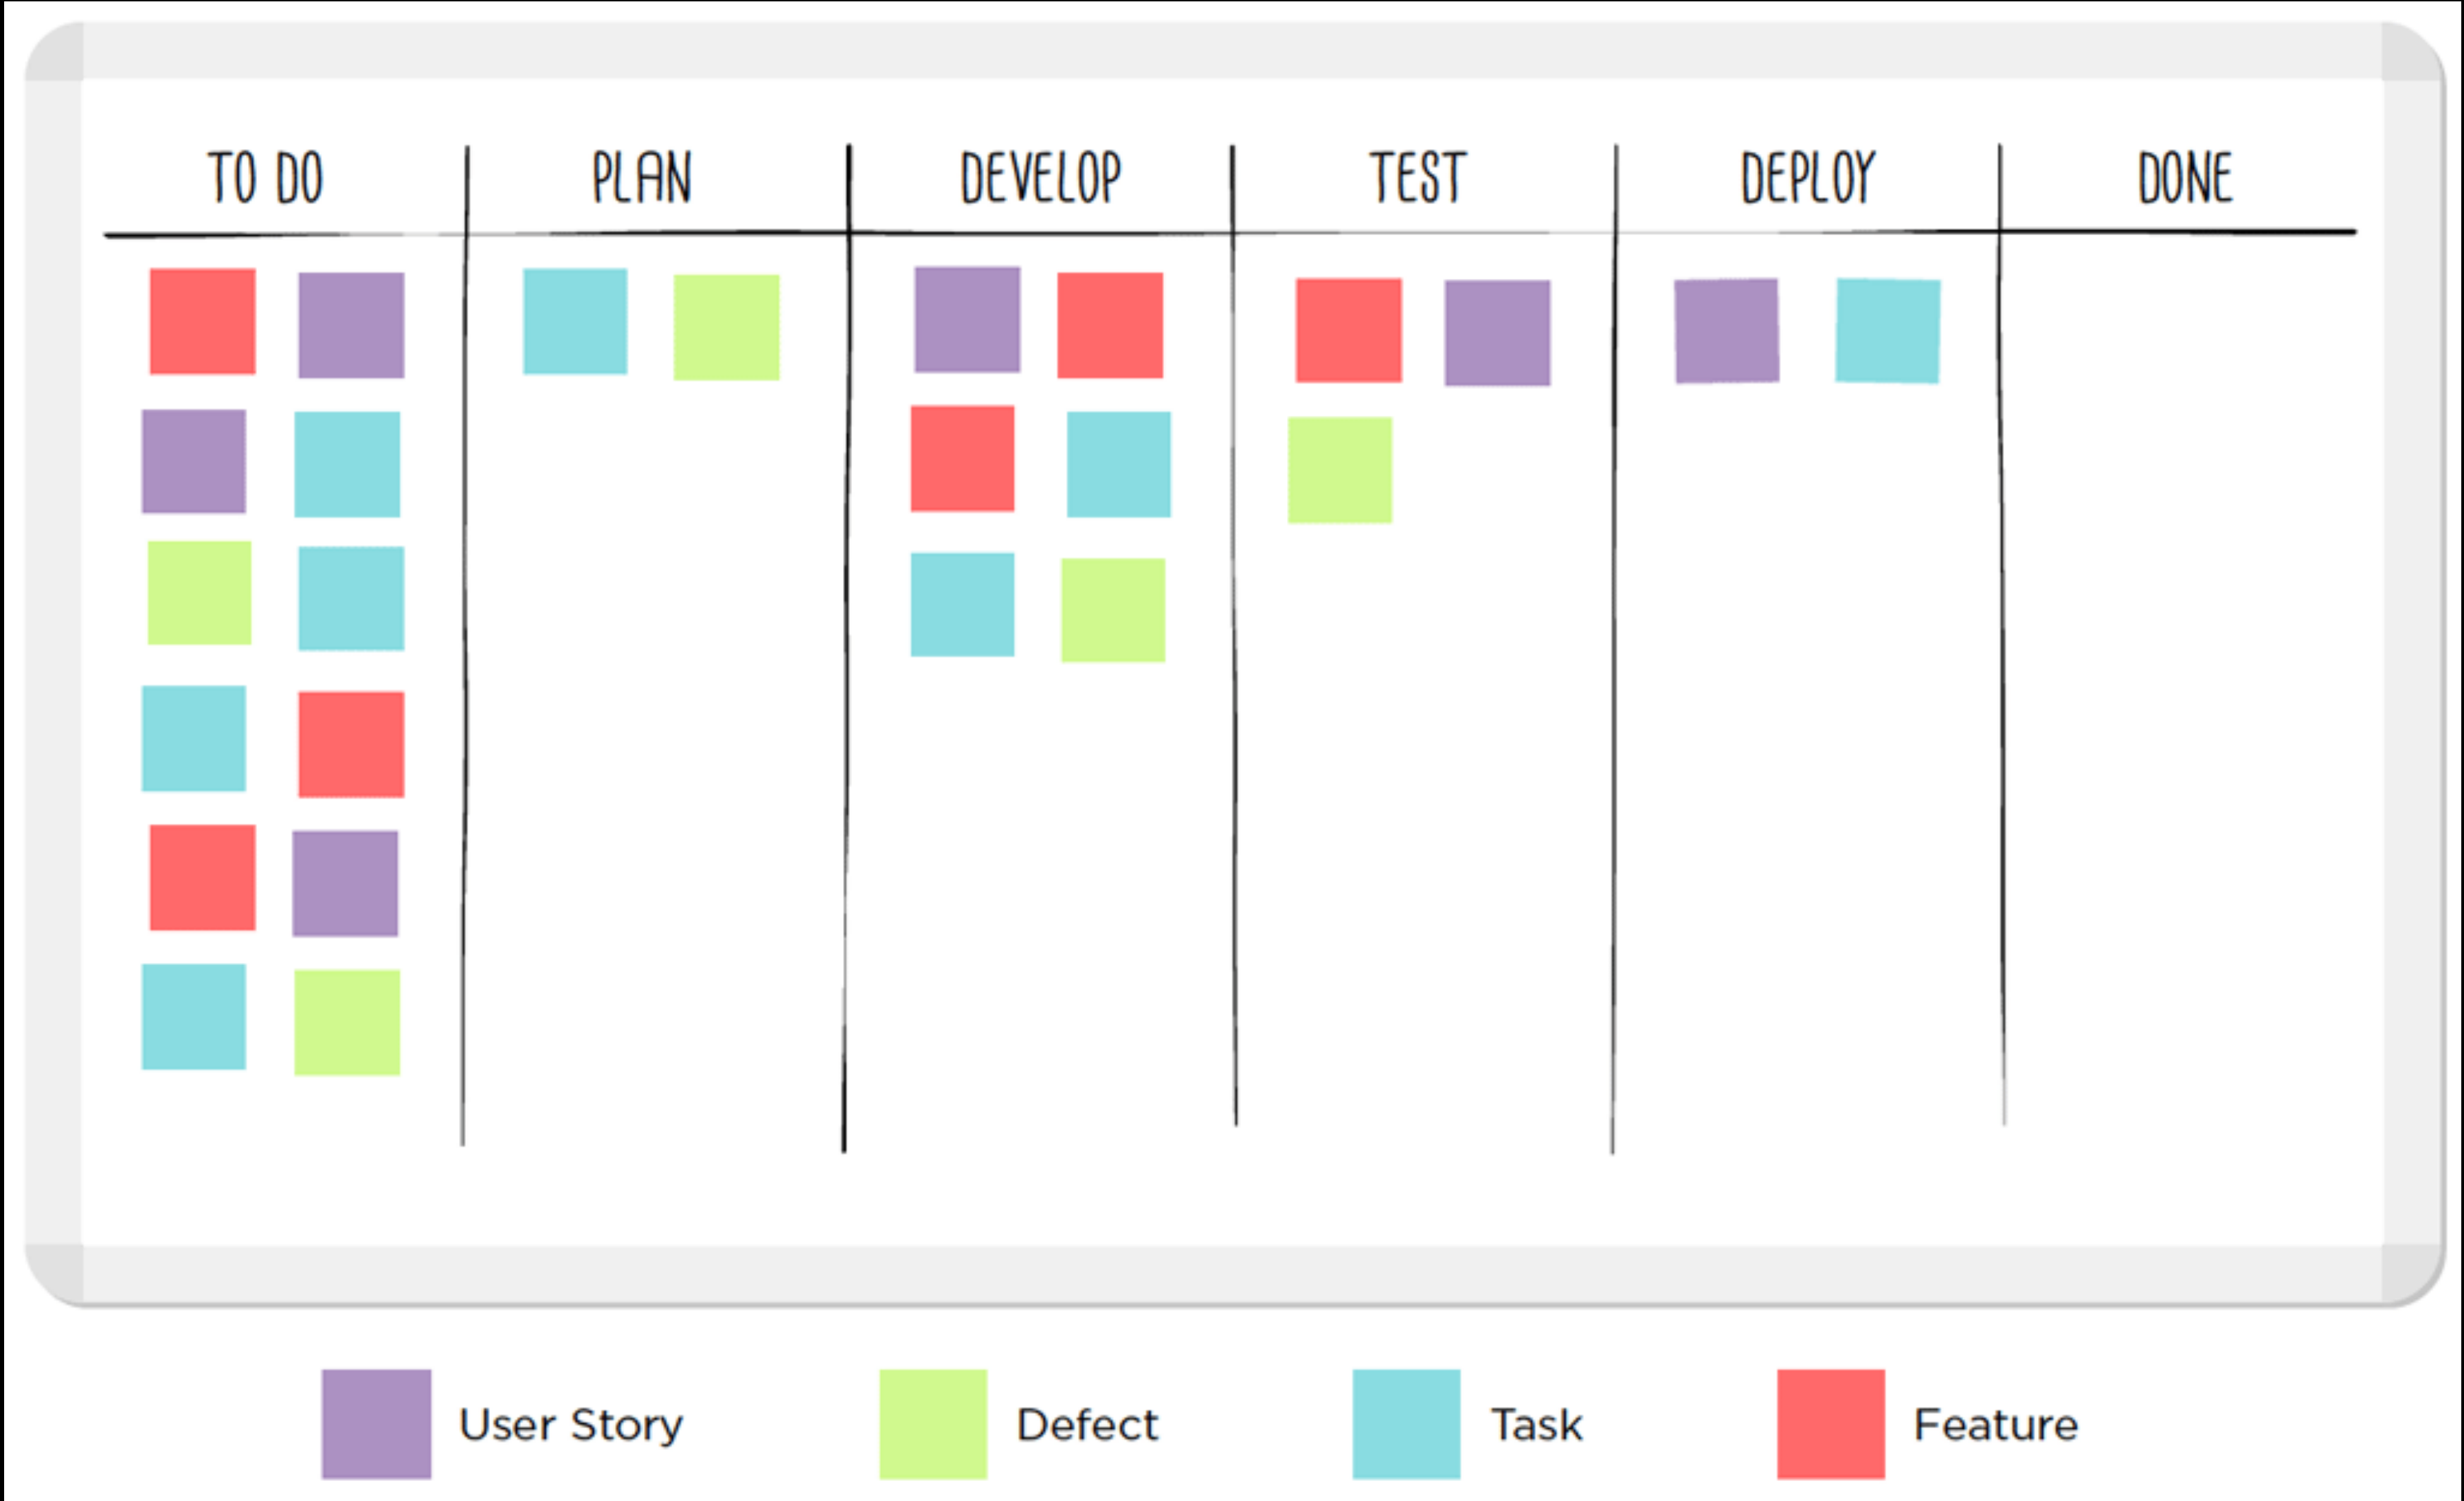 TO DO
PLAN
DEVELOP
TEST
DEPLOY
DONE
User Story
Defect
Task
Feature